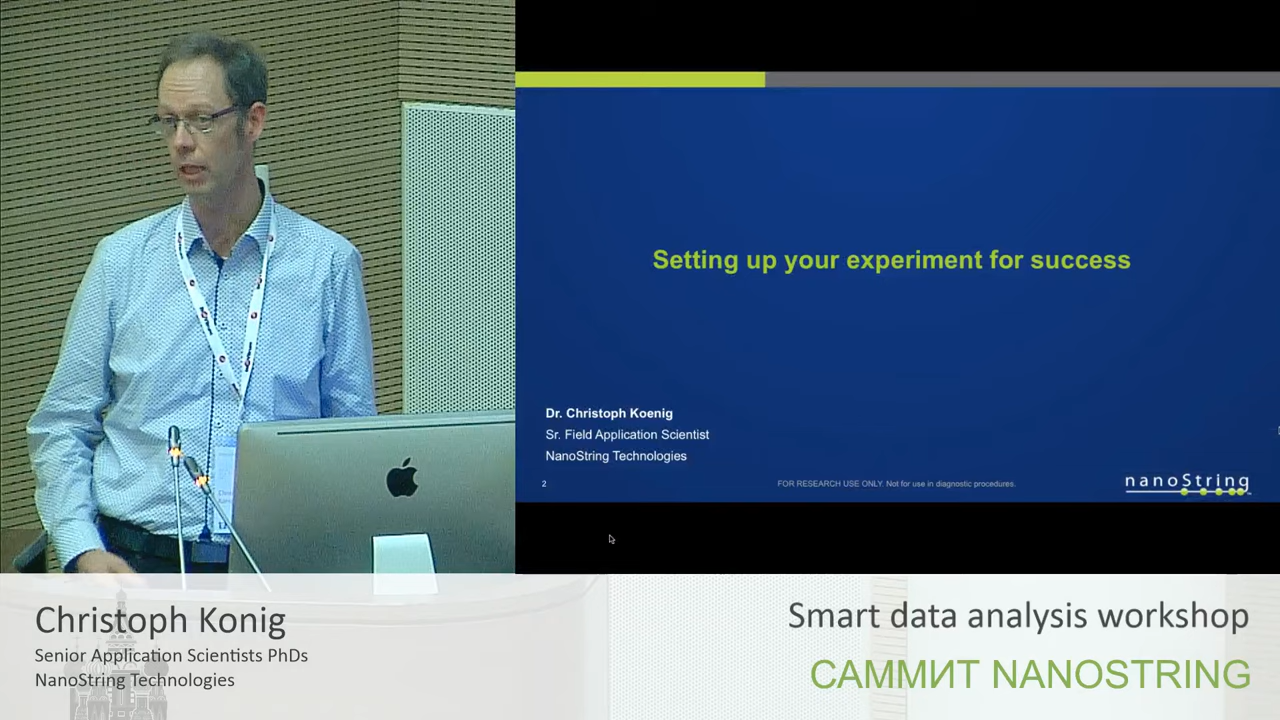 Setting up your experiment for success
Dr. Christoph Koenig
Sr. Field Application Scientist
NanoString Technologies
2
FOR RESEARCH USE ONLY. Not for use in diagnostic procedures.
nanoString
Christoph Konig
Senior Application Scientists PhDs
NanoString Technologies
Smart data analysis workshop
САММИТ NANOSTRING